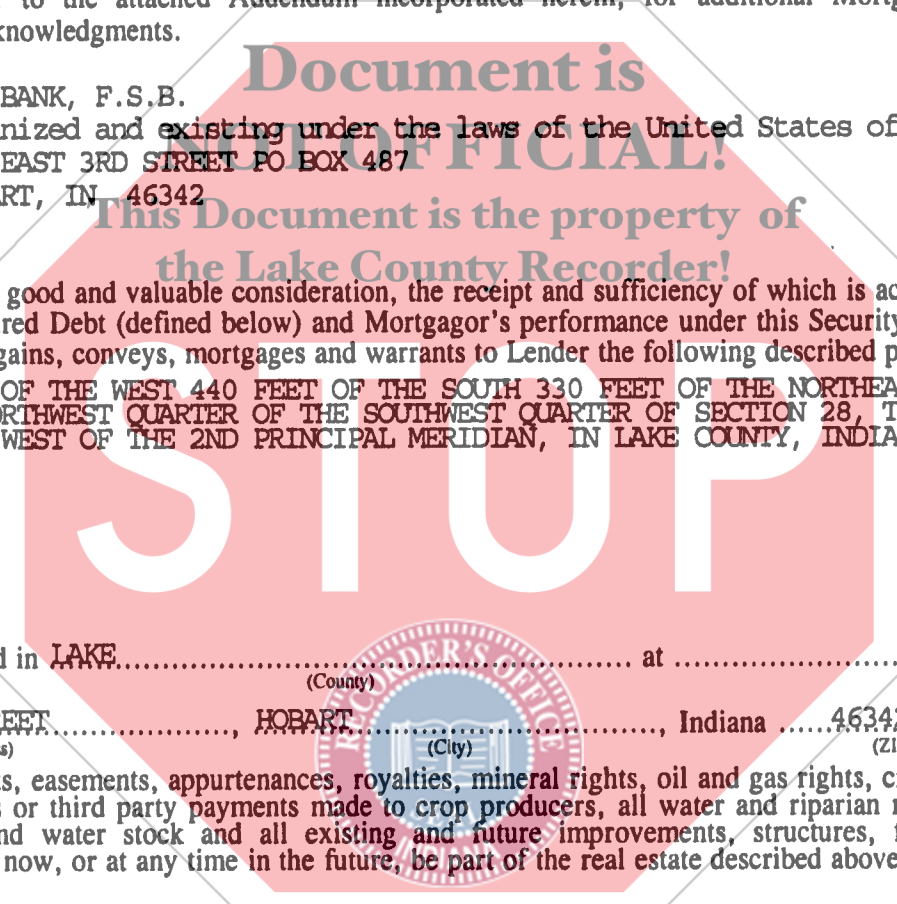 to the attached Addendum incorporated herein, for additional Mortg
knowledgments.
Document is
BANK, F.S.B.
nized and existing under the laws of the United States of
NOT OFFICIAL!
EAST 3RD STREET PO BOX 487
RT, IN 46342
This Document is the property of
the Lake County Recorder!
good and valuable consideration, the receipt and sufficiency of which is ac
red Debt (defined below) and Mortgagor's performance under this Security
gains, conveys, mortgages and warrants to Lender the following described p
OF THE WEST 440 FEET OF THE SOUTH 330 FEET OF THE NORTHEA
RTHWEST QUARTER OF THE SOUTHWEST QUARTER OF SECTION 28, T
WEST OF THE 2ND PRINCIPAL MERIDIAN, IN LAKE COUNTY, INDIA
STOP
d in LAKE.................................................... at .....................
(County)
REET..................., HOBART..............................., Indiana .....46342
s) (City) (ZI
RECORDER'S OFFICE
ts, easements, appurtenances, royalties, mineral rights, oil and gas rights, c
s or third party payments made to crop producers, all water and riparian r
nd water stock and all existing and future improvements, structures, f
now, or at any time in the future, be part of the real estate described above
INDIANA